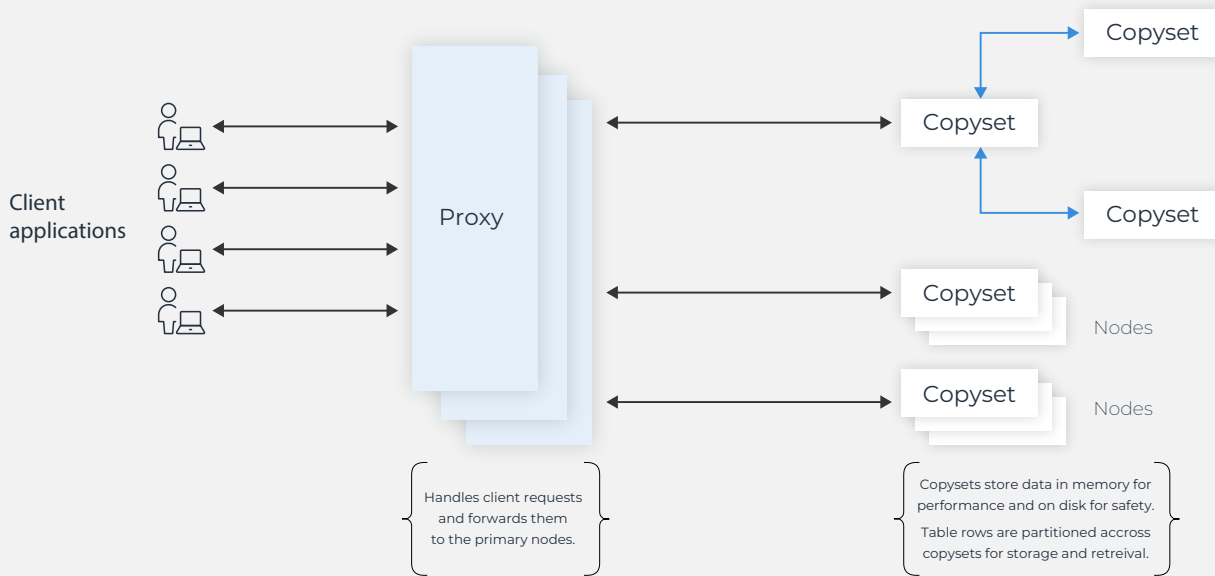 Client
applications
Proxy
Copyset
Copyset
Copyset
Copyset
Nodes
Copyset
Nodes
Handles client requests
and forwards them
to the primary nodes.
Copysets store data in memory for
performance and on disk for safety.
Table rows are partitioned accross
copysets for storage and retreival.